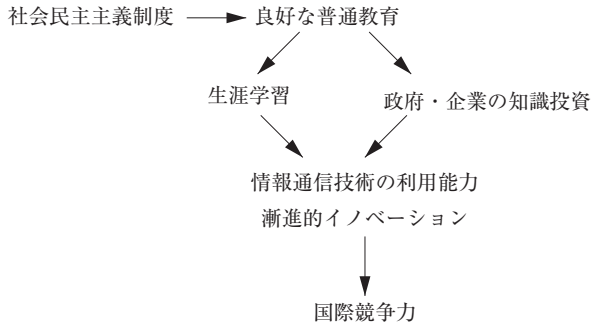 社会民主主義制度
良好な普通教育
生涯学習
政府・企業の知識投資
情報通信技術の利用能力
漸進的イノベーション
国際競争力